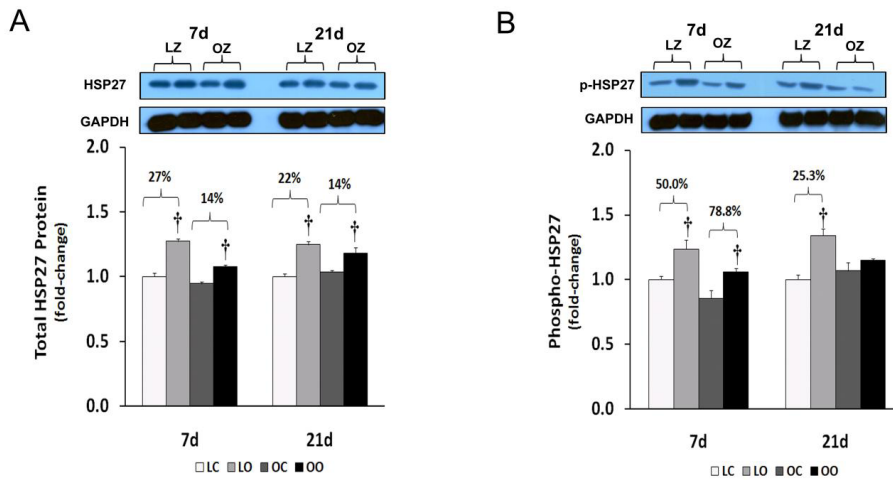 A
7d 21d
LZ OZ LZ OZ
HSP27
GAPDH
2.0
1.5
1.0
0.5
0.0
Total HSP27 Protein
(fold-change)
27% 14% 22% 14%
† † † †
7d 21d
LC LO OC OO
B
7d 21d
LZ OZ LZ OZ
p-HSP27
GAPDH
2.0
1.5
1.0
0.5
0.0
Phospho-HSP27
(fold-change)
50.0% 78.8% 25.3%
† † †
7d 21d
LC LO OC OO